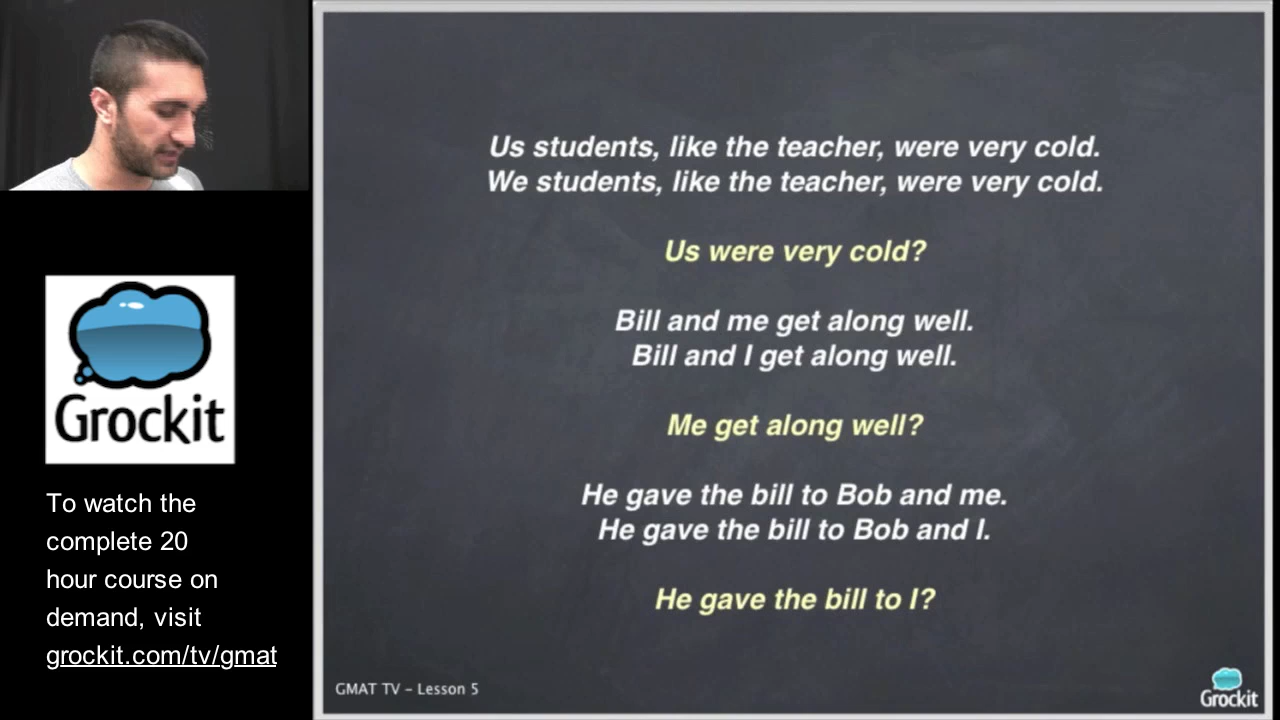 Us students, like the teacher, were very cold.
We students, like the teacher, were very cold.
Us were very cold?
Bill and me get along well.
Bill and I get along well.
Me get along well?
He gave the bill to Bob and me.
He gave the bill to Bob and I.
He gave the bill to I?
Grockit
To watch the
complete 20
hour course on
demand, visit
grockit.com/tv/gmat
GMAT TV – Lesson 5
Grockit